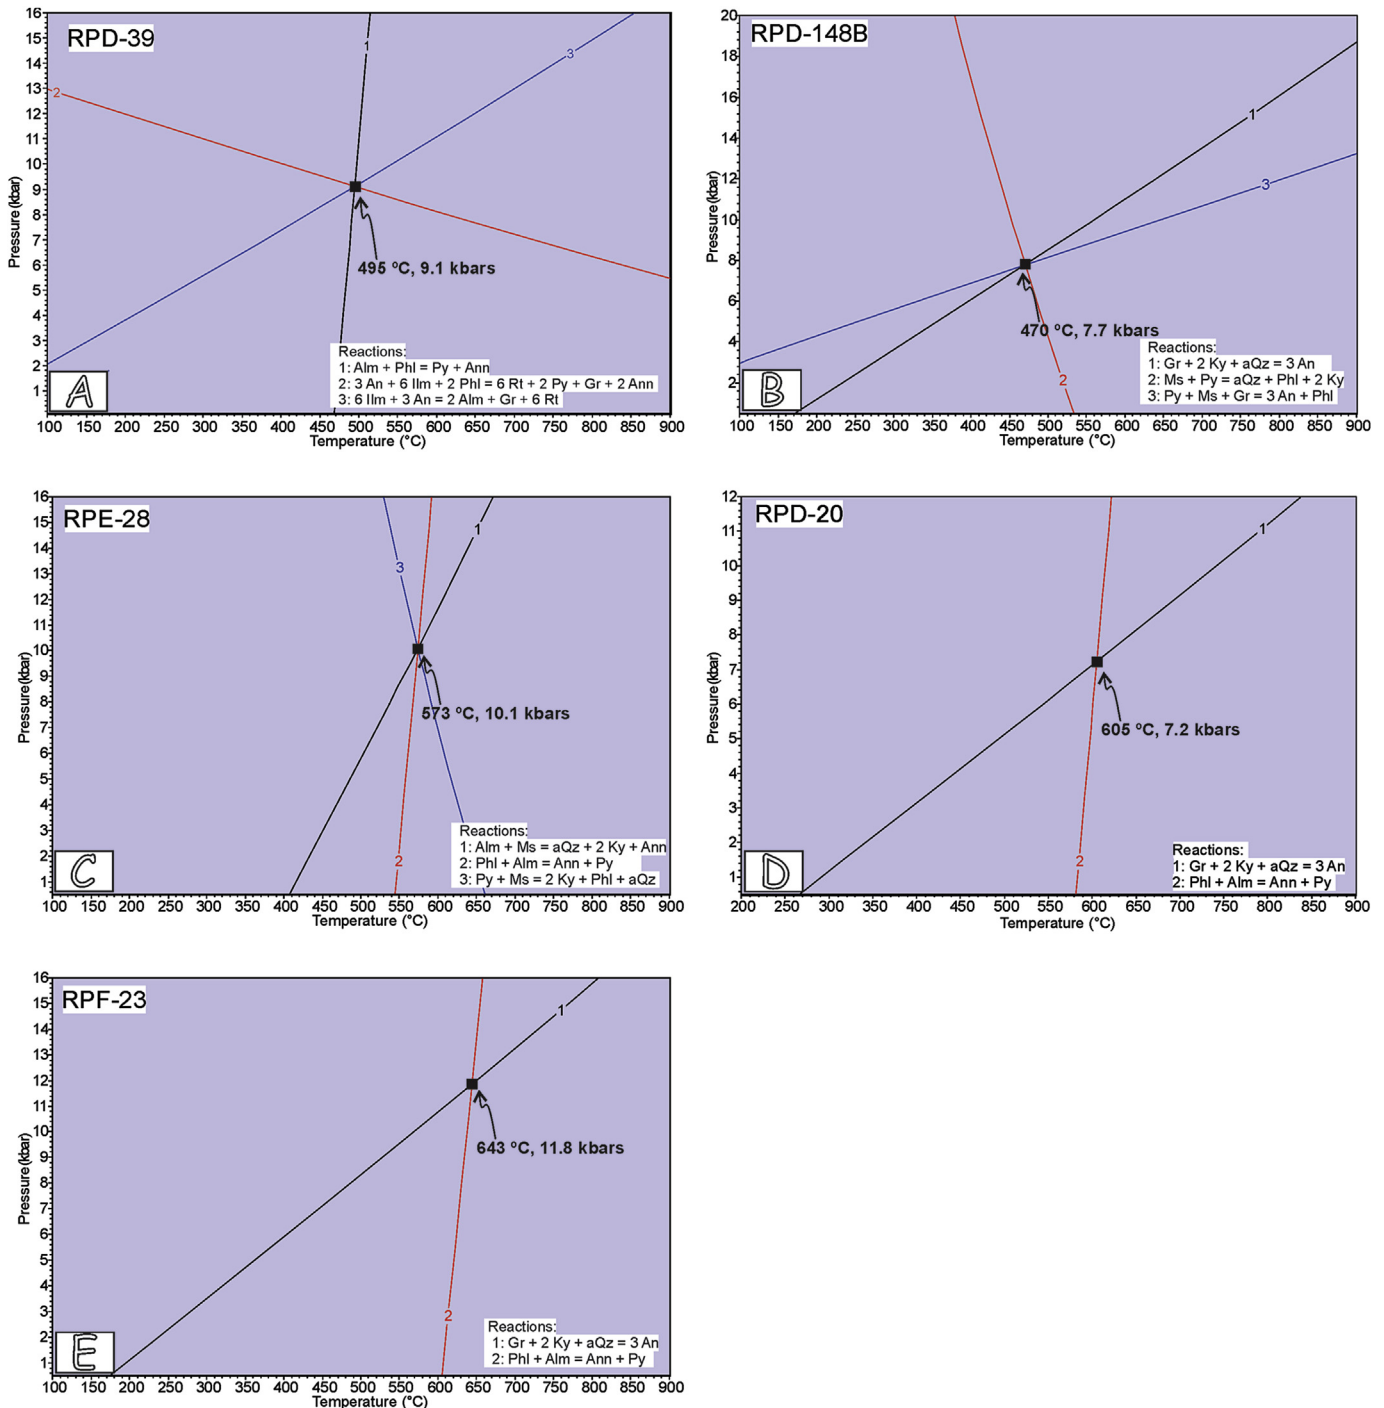 RPD-39
16
15
14
13
12
11
10
9
8
7
6
5
4
3
2
1
Pressure(kbar)
1
2
3
495 ºC, 9.1 kbars
Reactions:
1: Alm + Phl = Py + Ann
2: 3 An + 6 Ilm + 2 Phl = 6 Rt + 2 Py + Gr + 2 Ann
3: 6 Ilm + 3 An = 2 Alm + Gr + 6 Rt
A
100 150 200 250 300 350 400 450 500 550 600 650 700 750 800 850 900
Temperature (°C)
RPD-148B
20
18
16
14
12
10
8
6
4
2
Pressure(kbar)
1
3
2
470 ºC, 7.7 kbars
Reactions:
1: Gr + 2 Ky + aQz = 3 An
2: Ms + Py = aQz + Phl + 2 Ky
3: Py + Ms + Gr = 3 An + Phl
B
100 150 200 250 300 350 400 450 500 550 600 650 700 750 800 850 900
Temperature (°C)
RPE-28
16
15
14
13
12
11
10
9
8
7
6
5
4
3
2
1
Pressure(kbar)
1
3
2
573 ºC, 10.1 kbars
Reactions:
1: Alm + Ms = aQz + 2 Ky + Ann
2: Phl + Alm = Ann + Py
3: Py + Ms = 2 Ky + Phl + aQz
C
100 150 200 250 300 350 400 450 500 550 600 650 700 750 800 850 900
Temperature (°C)
RPD-20
12
11
10
9
8
7
6
5
4
3
2
1
Pressure(kbar)
1
2
605 ºC, 7.2 kbars
Reactions:
1: Gr + 2 Ky + aQz = 3 An
2: Phl + Alm = Ann + Py
D
200 250 300 350 400 450 500 550 600 650 700 750 800 850 900
Temperature (°C)
RPF-23
16
15
14
13
12
11
10
9
8
7
6
5
4
3
2
1
Pressure(kbar)
1
2
643 ºC, 11.8 kbars
Reactions:
1: Gr + 2 Ky + aQz = 3 An
2: Phl + Alm = Ann + Py
E
100 150 200 250 300 350 400 450 500 550 600 650 700 750 800 850 900
Temperature (°C)